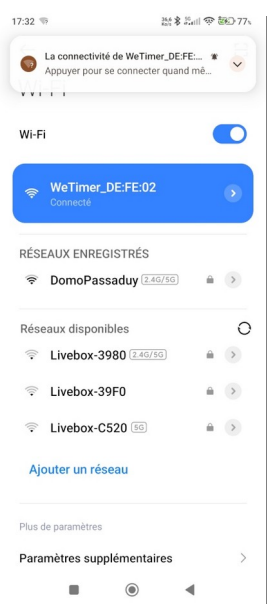 17:32
77%
La connectivité de WeTimer_DE:FE:...
Appuyer pour se connecter quand mê...
Wi-Fi
WeTimer_DE:FE:02
Connecté
RÉSEAUX ENREGISTRÉS
DomoPassaduy 2.4G/5G
Réseaux disponibles
Livebox-3980 2.4G/5G
Livebox-39F0
Livebox-C520 5G
Ajouter un réseau
Plus de paramètres
Paramètres supplémentaires